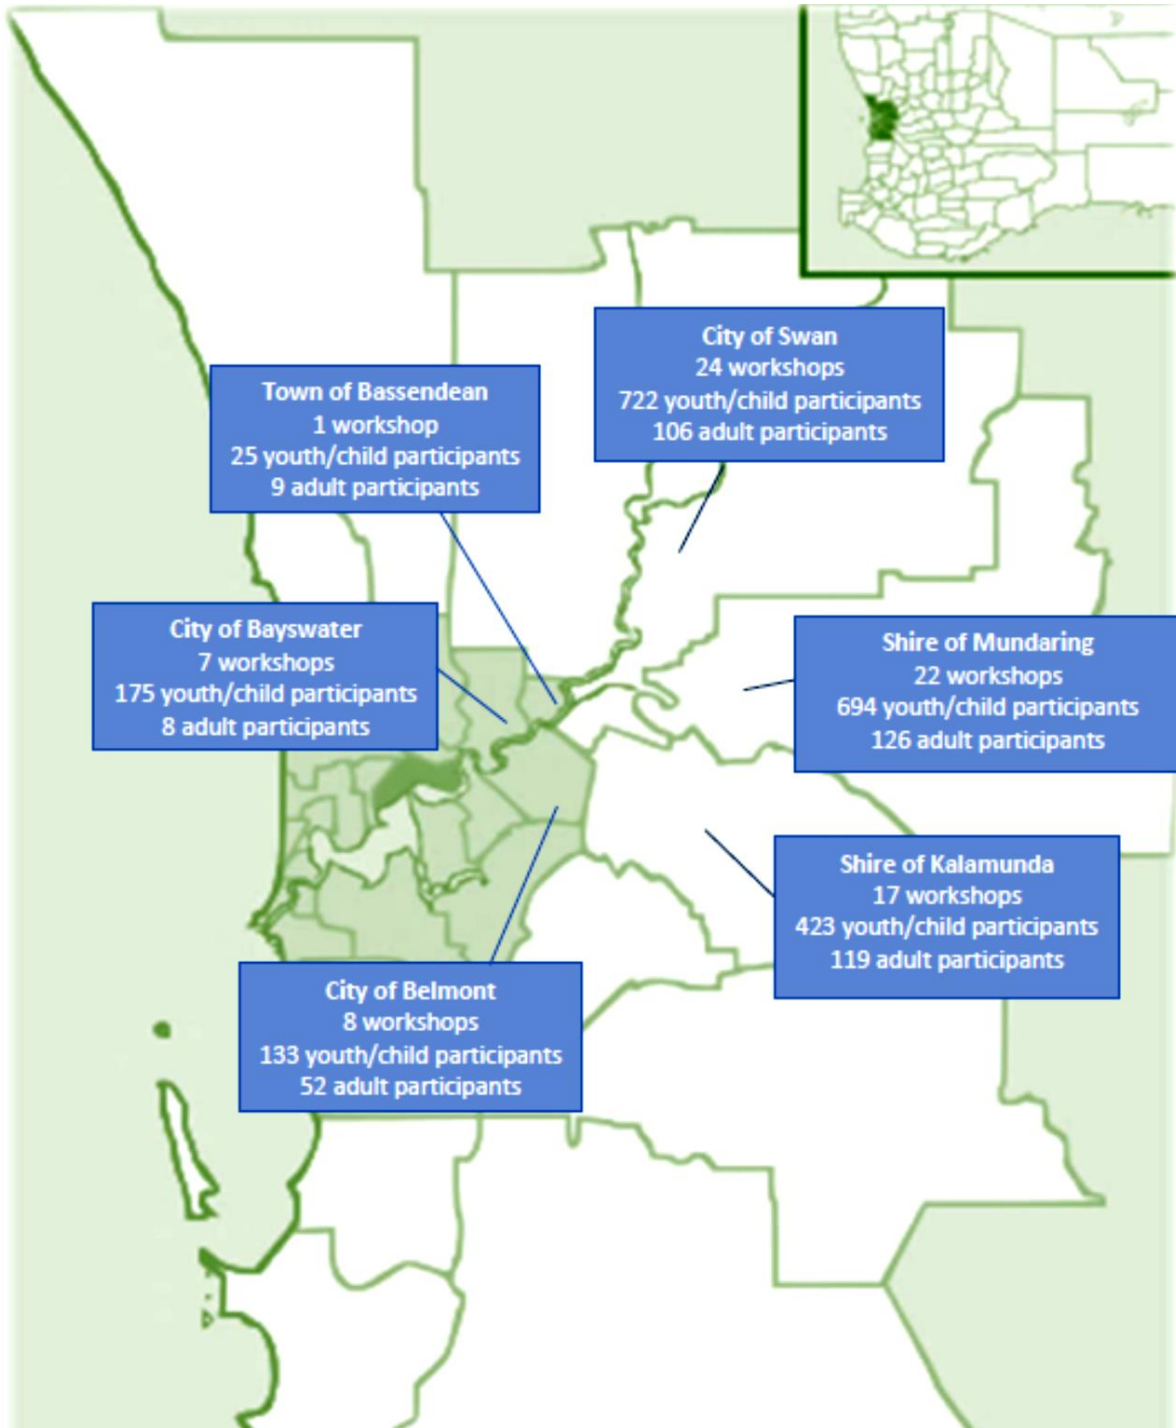 City of Swan
24 workshops
722 youth/child participants
106 adult participants
Town of Bassendean
1 workshop
25 youth/child participants
9 adult participants
City of Bayswater
7 workshops
175 youth/child participants
8 adult participants
Shire of Mundaring
22 workshops
694 youth/child participants
126 adult participants
Shire of Kalamunda
17 workshops
423 youth/child participants
119 adult participants
City of Belmont
8 workshops
133 youth/child participants
52 adult participants